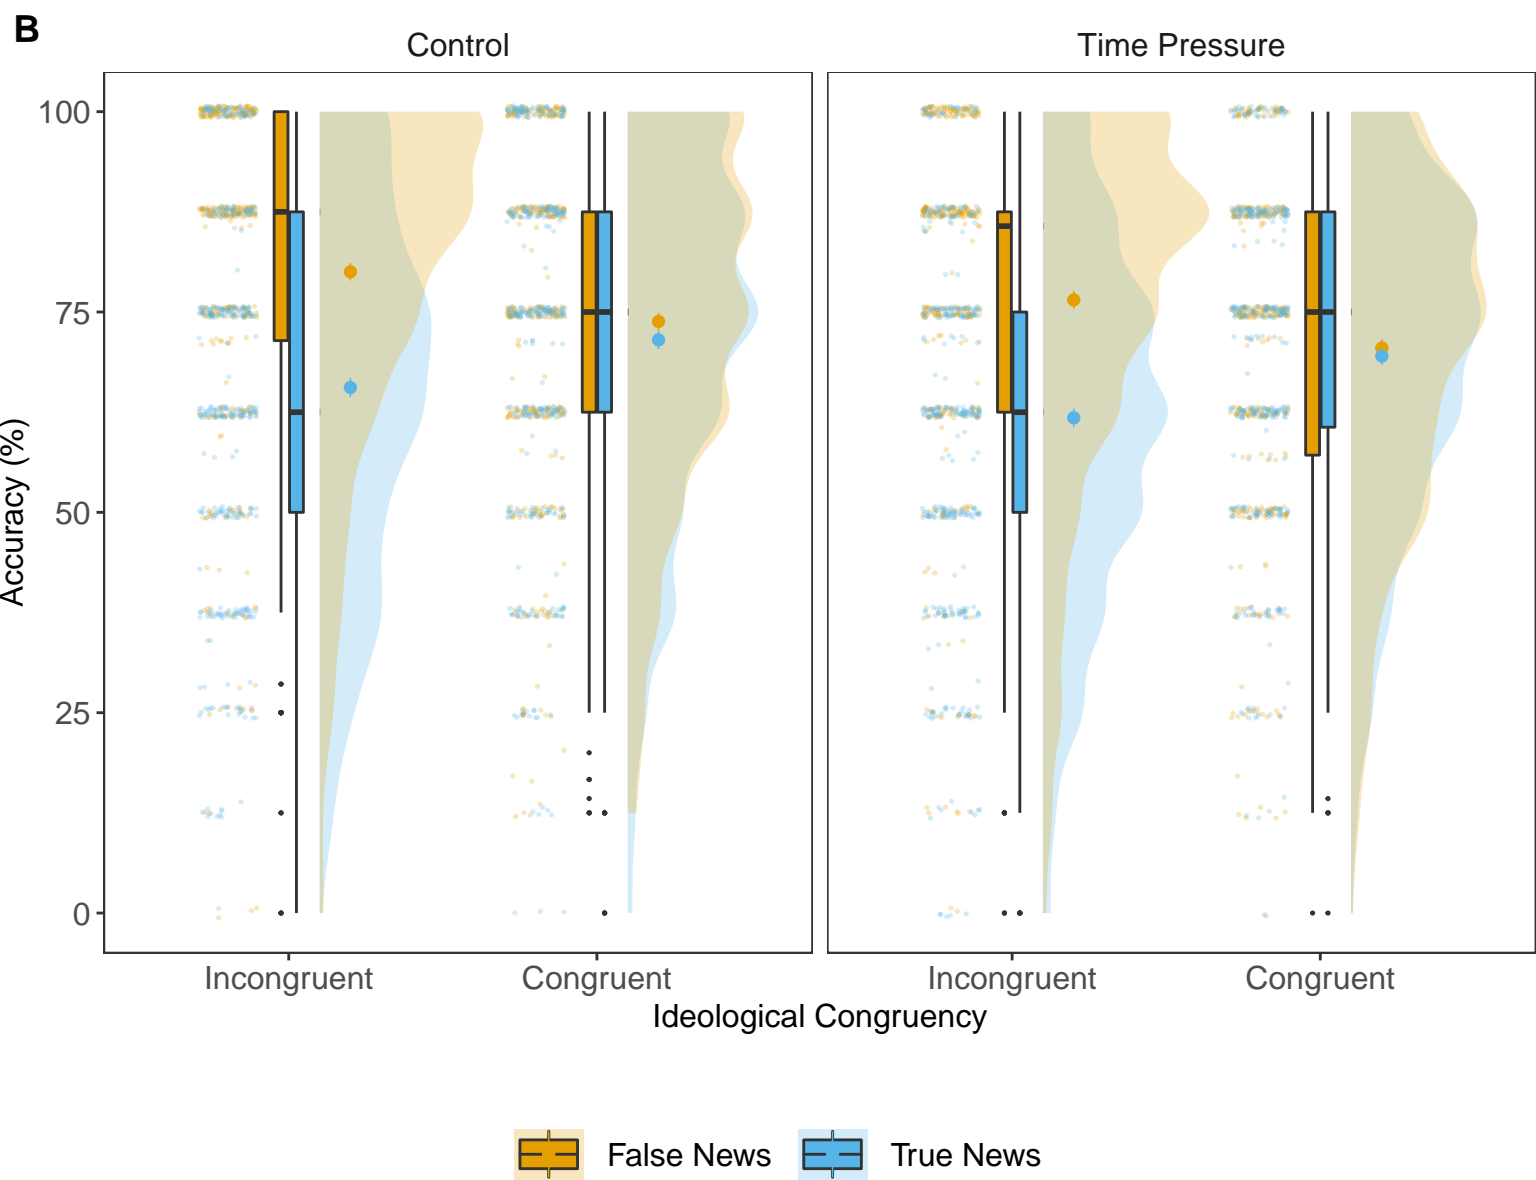 B
Control
Time Pressure
Accuracy (%)
100
75
50
25
0
Incongruent
Congruent
Incongruent
Congruent
Ideological Congruency
False News
True News